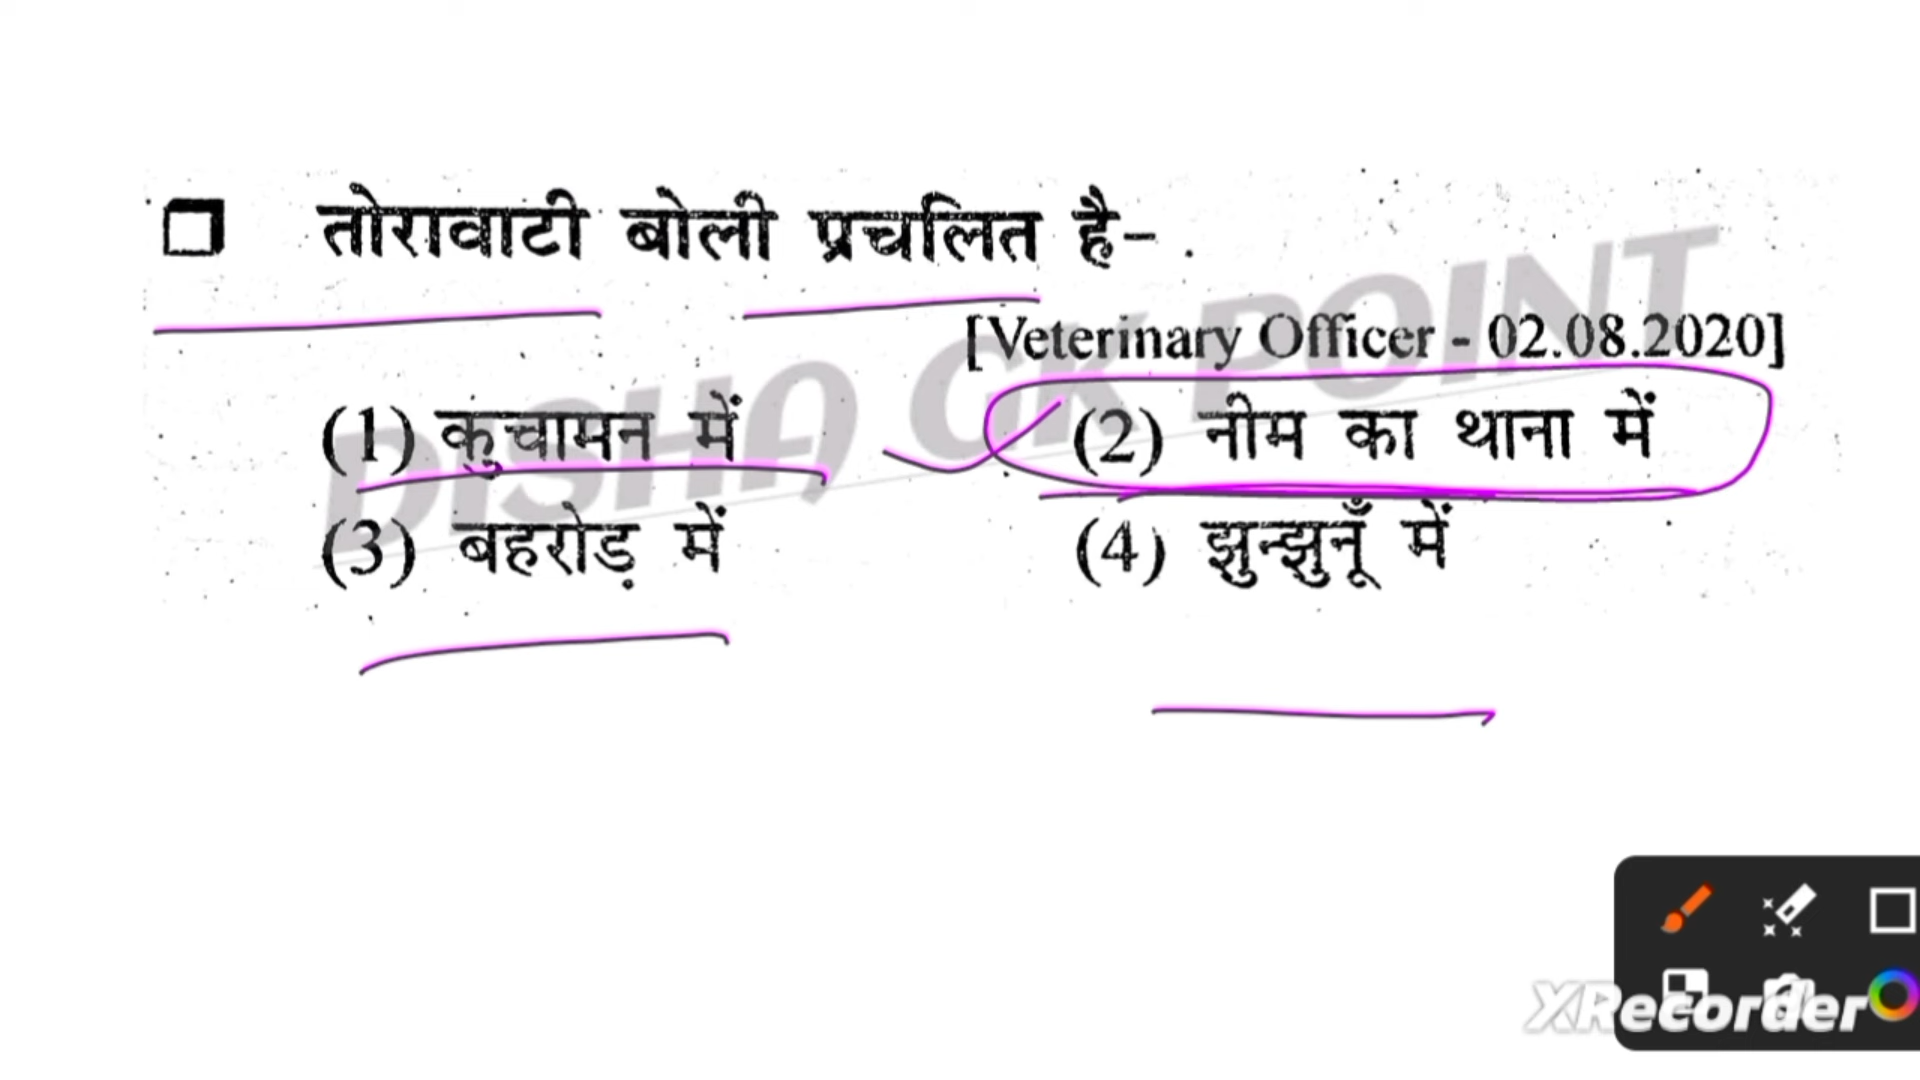 तोरावाटी बोली प्रचलित है-
[Veterinary Officer - 02.08.2020]
(1) कुचामन में (2) नीम का थाना में
(3) बहरोड़ में (4) झुन्झुनूँ में
DISHA GK POINT
XRecorder